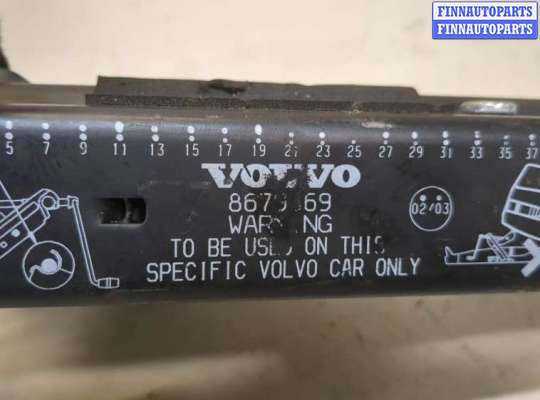 FINNAUTOPARTS
FINNAUTOPARTS
5 7 9 11 13 15 17 19 21 23 25 27 29 31 33 35 37
VOLVO
02/03
TO BE ON THIS
SPECIFIC VOLVO CAR ONLY